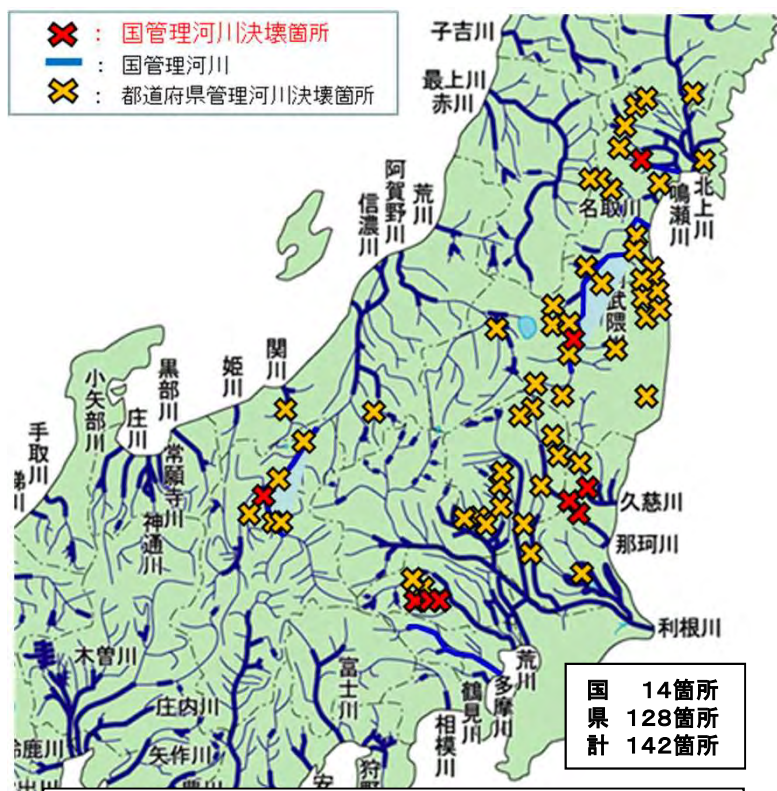 ： 国管理河川決壊箇所
： 国管理河川
： 都道府県管理河川決壊箇所
子吉川
最上川
赤川
荒川
阿賀野川
信濃川
北上川
鳴瀬川
名取川
武隈
関川
姫川
黒部川
小矢部川
庄川
常願寺川
神通川
手取川
久慈川
那珂川
利根川
荒川
多摩川
鶴見川
相模川
富士川
木曽川
庄内川
矢作川
鈴鹿川
国 14箇所
県 128箇所
計 142箇所